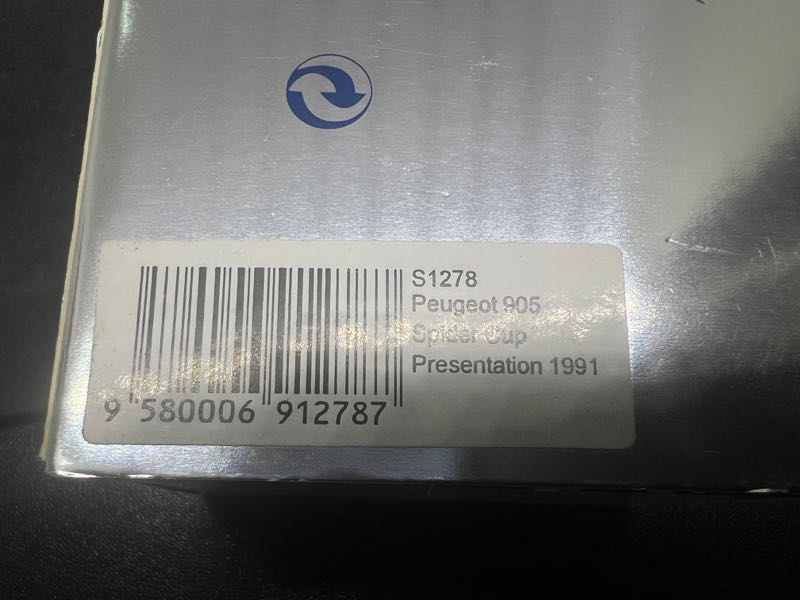 S1278
Peugeot 905
Spider Cup
Presentation 1991
9 580006 912787